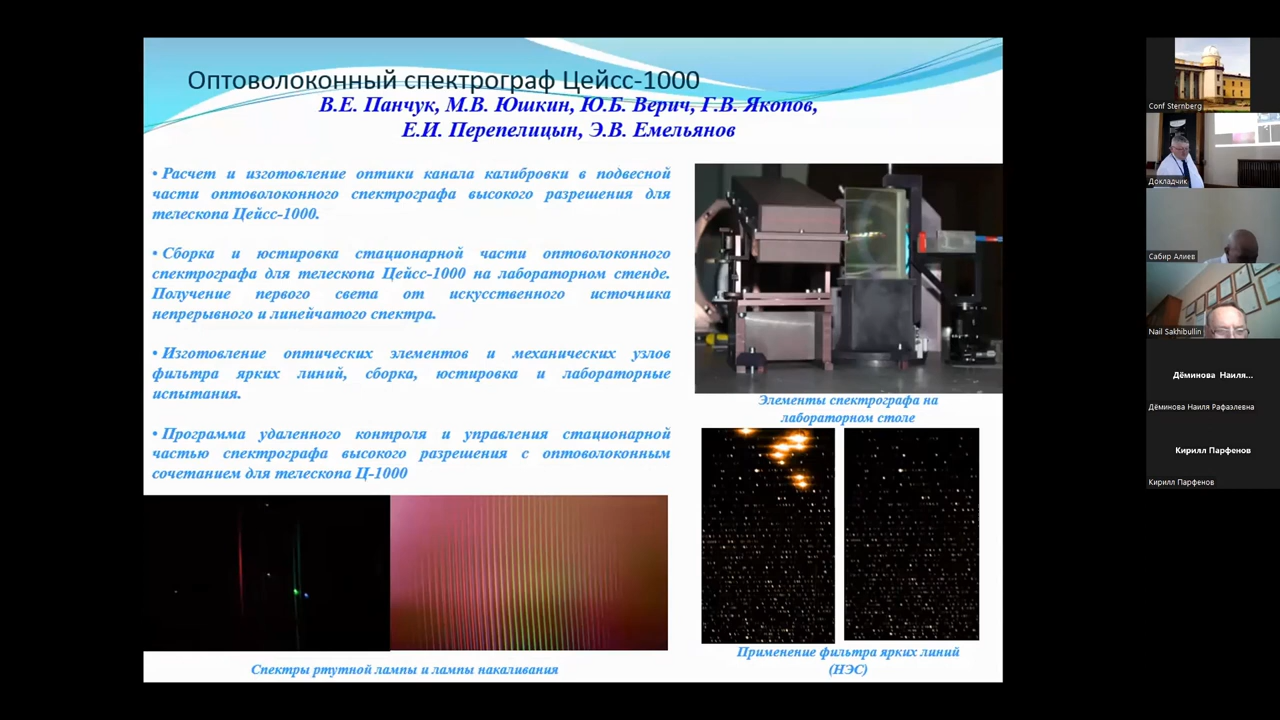 Оптоволоконный спектрограф Цейсс-1000
В.Е. Панчук, М.В. Юшкин, Ю.Б. Верич, Г.В. Якопов,
Е.И. Перепелицын, Э.В. Емельянов
• Расчет и изготовление оптики канала калибровки в подвесной
части оптоволоконного спектрографа высокого разрешения для
телескопа Цейсс-1000.
• Сборка и юстировка стационарной части оптоволоконного
спектрографа для телескопа Цейсс-1000 на лабораторном стенде.
Получение первого света от искусственного источника
непрерывного и линейчатого спектра.
• Изготовление оптических элементов и механических узлов
фильтра ярких линий, сборка, юстировка и лабораторные
испытания.
• Программа удаленного контроля и управления стационарной
частью спектрографа высокого разрешения с оптоволоконным
сочетанием для телескопа Ц-1000
Элементы спектрографа на
лабораторном столе
Спектры ртутной лампы и лампы накаливания
Применение фильтра ярких линий
(НЭС)
Conf Sternberg
Докладчик
Сабир Алиев
Nail Sakhibullin
Дёминова Наиля...
Дёминова Наиля Рафаэлевна
Кирилл Парфенов
Кирилл Парфенов